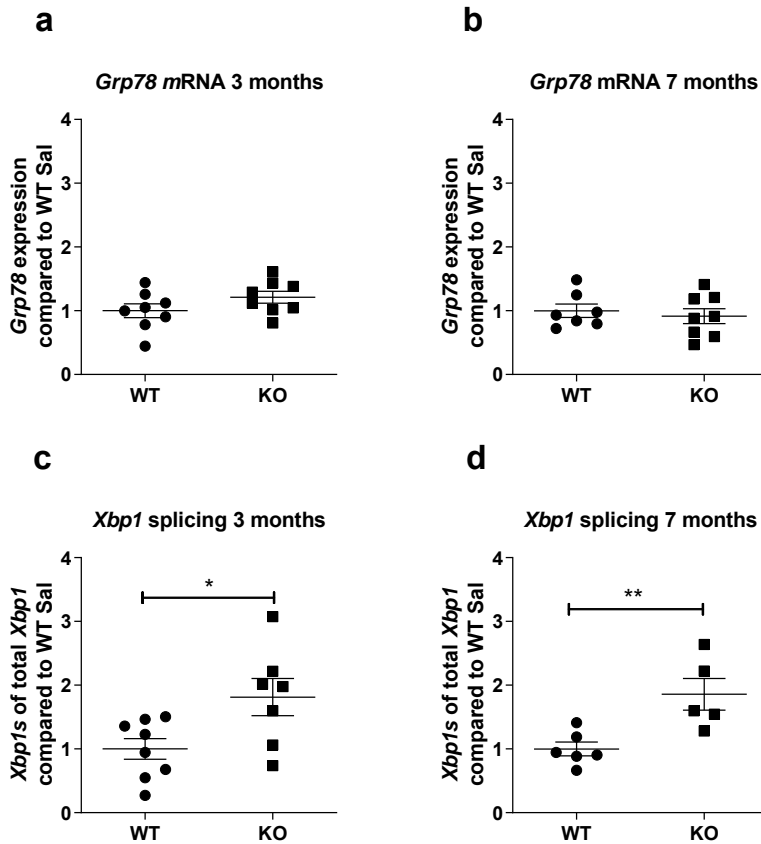 a
Grp78 mRNA 3 months
Grp78 expression
compared to WT Sal
4
3
2
1
0
WT
KO
b
Grp78 mRNA 7 months
Grp78 expression
compared to WT Sal
4
3
2
1
0
WT
KO
c
Xbp1 splicing 3 months
Xbp1s of total Xbp1
compared to WT Sal
4
3
2
1
0
*
WT
KO
d
Xbp1 splicing 7 months
Xbp1s of total Xbp1
compared to WT Sal
4
3
2
1
0
**
WT
KO